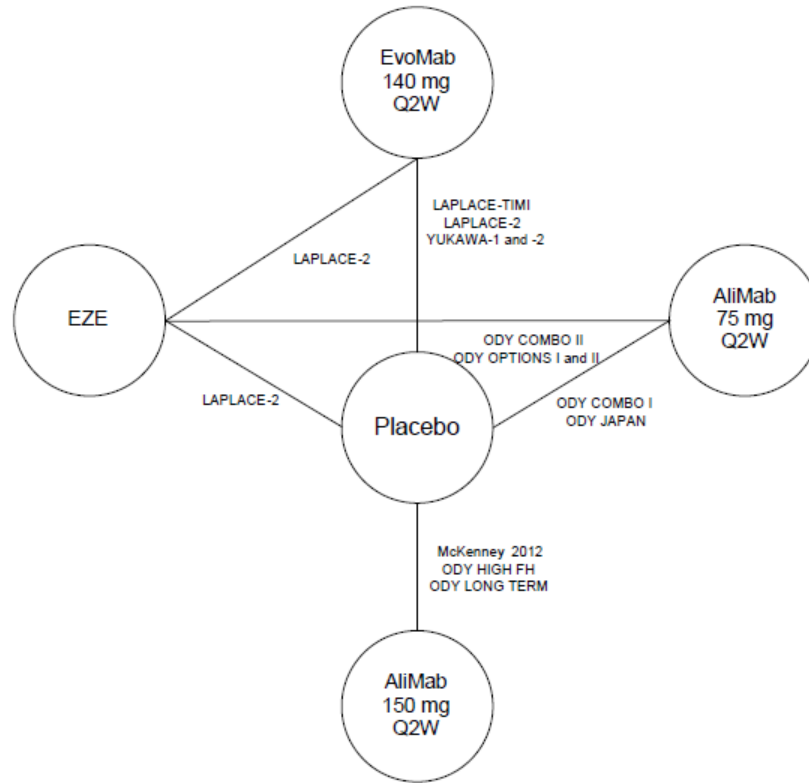 EvoMab
140 mg
Q2W
LAPLACE-TIMI
LAPLACE-2
YUKAWA-1 and -2
LAPLACE-2
EZE
AliMab
75 mg
Q2W
ODY COMBO II
ODY OPTIONS I and II
LAPLACE-2
Placebo
ODY COMBO I
ODY JAPAN
McKenney 2012
ODY HIGH FH
ODY LONG TERM
AliMab
150 mg
Q2W